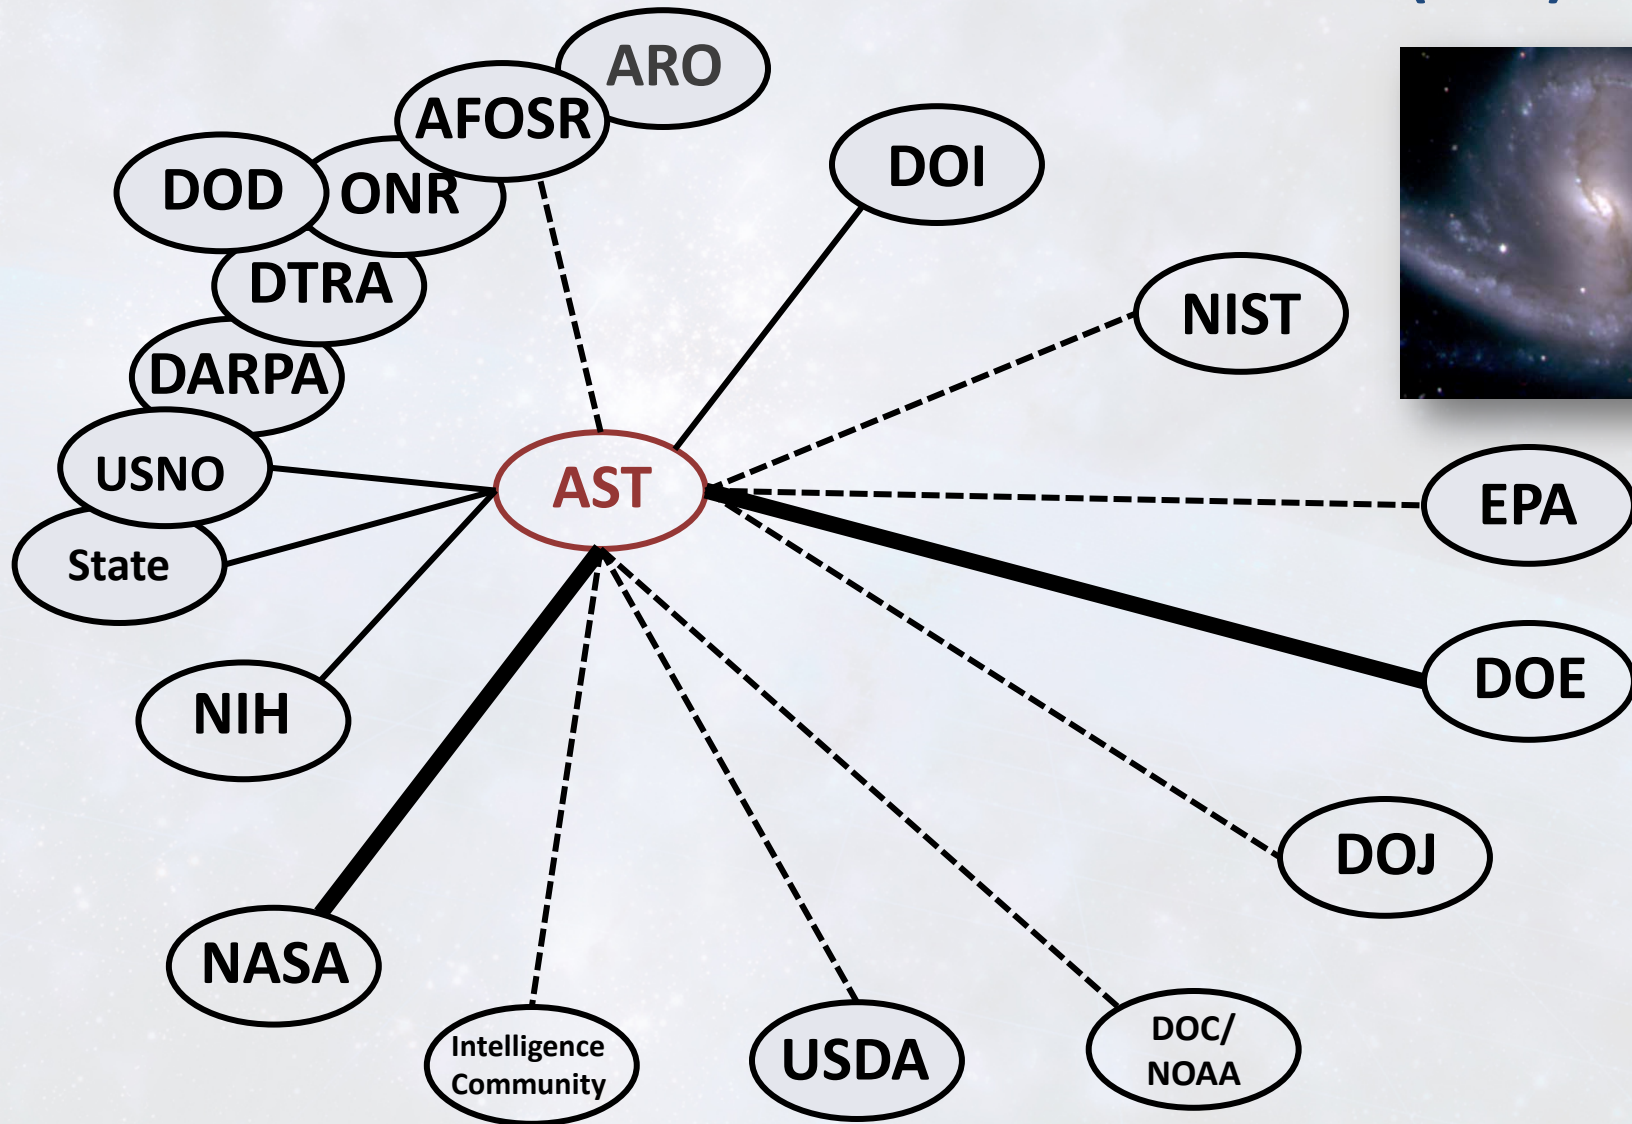 ARO
AFOSR
DOI
DOD
ONR
DTRA
NIST
DARPA
USNO
AST
EPA
State
DOE
NIH
DOJ
NASA
Intelligence
Community
USDA
DOC/
NOAA